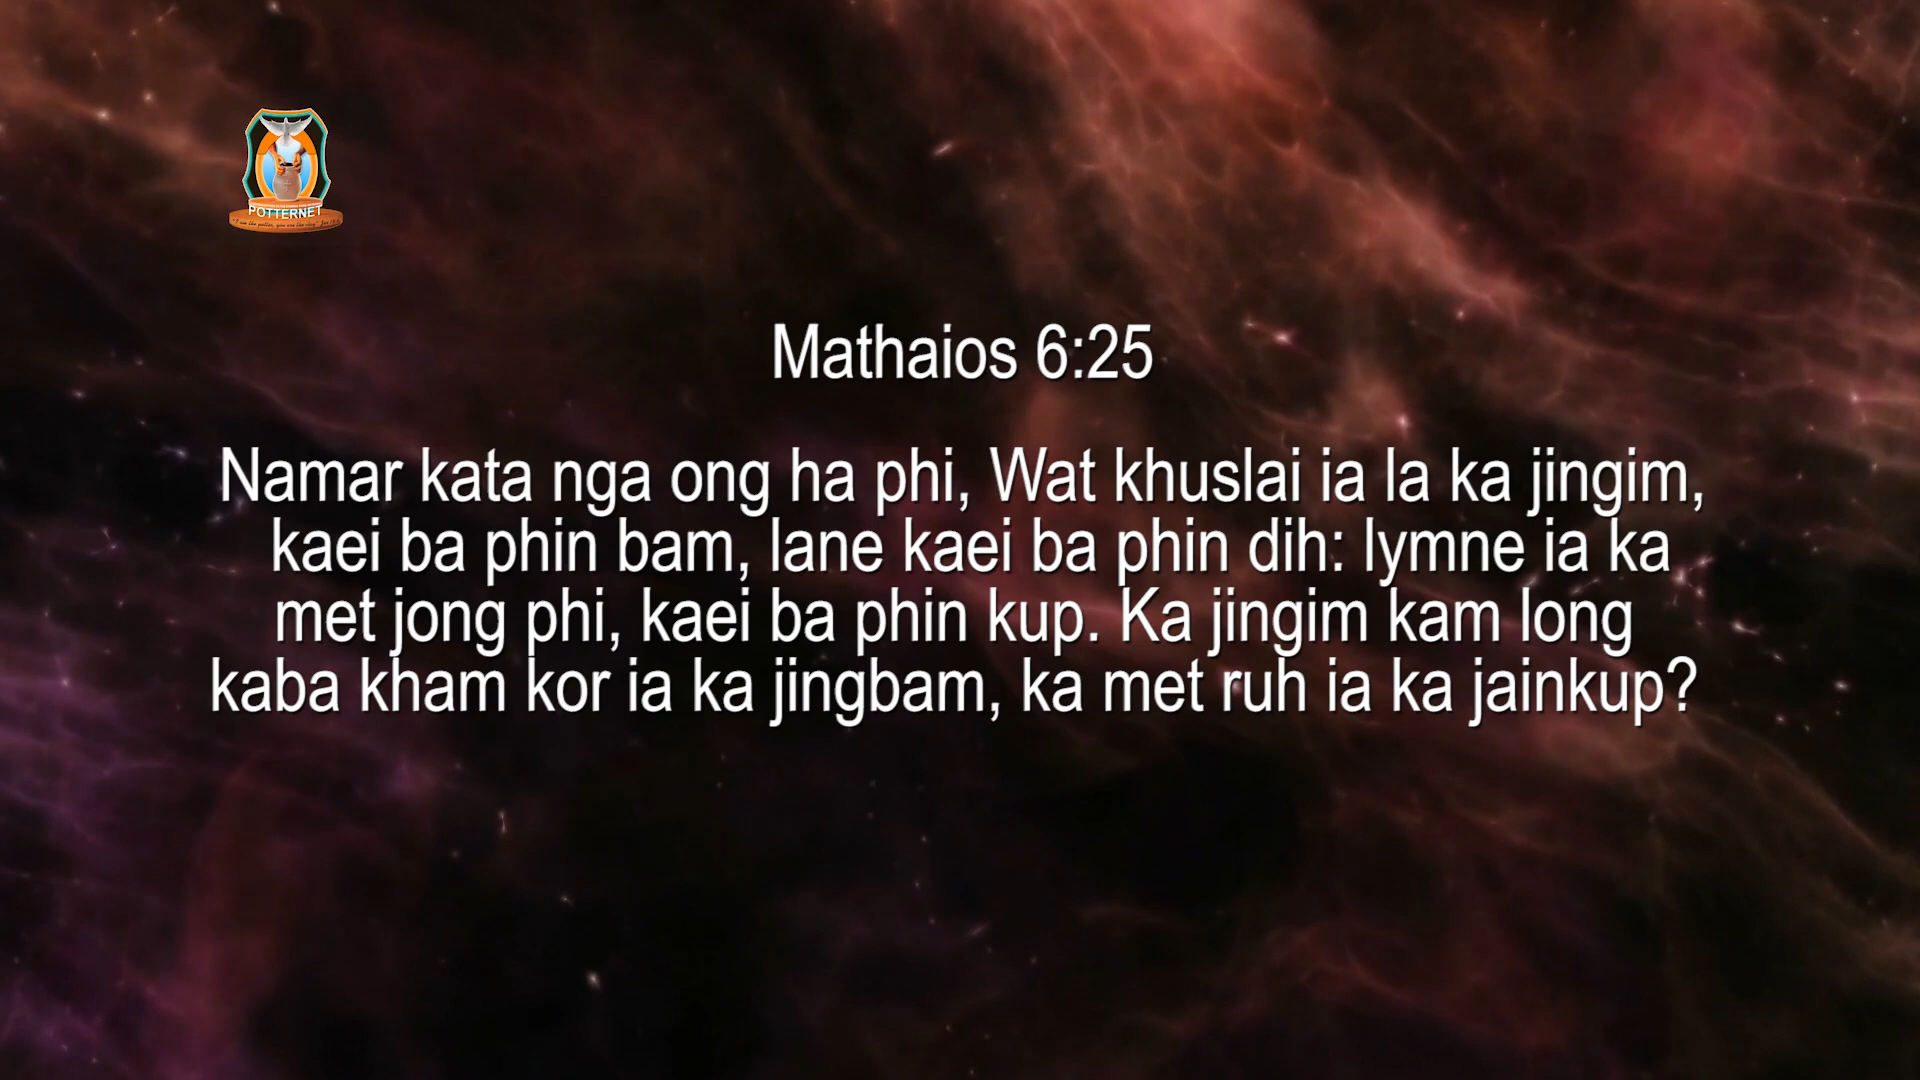 POTTERNET
Mathaios 6:25
Namar kata nga ong ha phi, Wat khuslai ia la ka jingim,
kaei ba phin bam, lane kaei ba phin dih: lymne ia ka
met jong phi, kaei ba phin kup. Ka jingim kam long
kaba kham kor ia ka jingbam, ka met ruh ia ka jainkup?